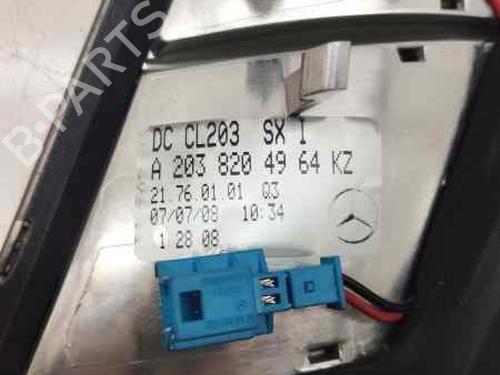 B-PARTS
DC CL203 SX I
A 203 820 49 64 KZ
21.76.01.01 Q3
07/07/08 10:34
1 28 08